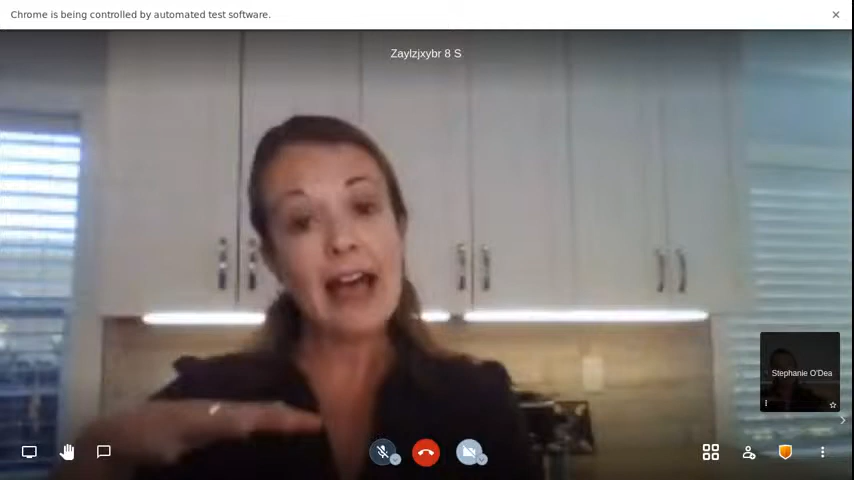 Chrome is being controlled by automated test software.
Zaylzjxybr 8 S
Stephanie O'Dea